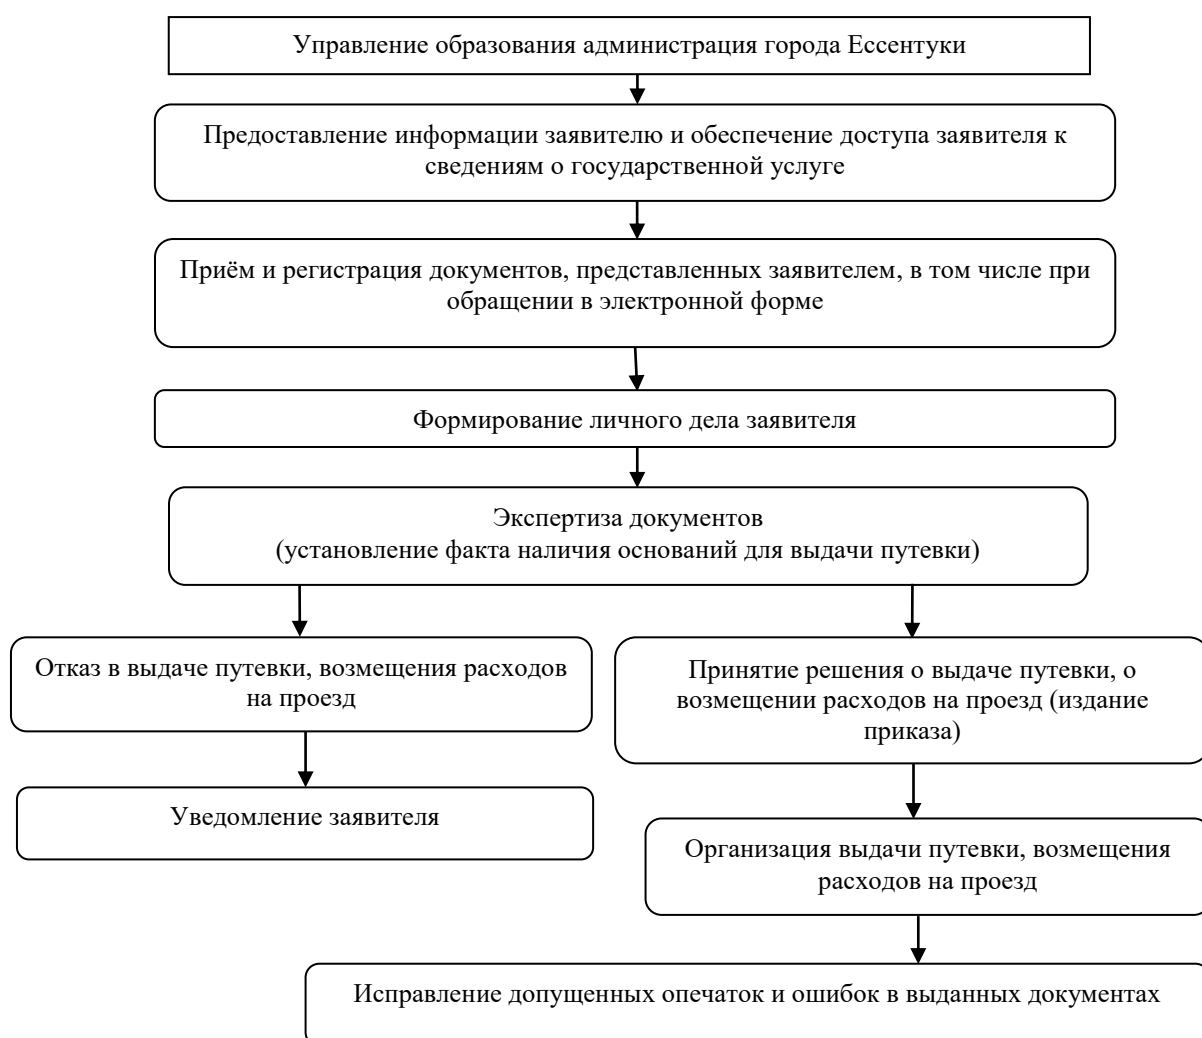 Управление образования администрация города Ессентуки
Предоставление информации заявителю и обеспечение доступа заявителя к
сведениям о государственной услуге
Приём и регистрация документов, представленных заявителем, в том числе при
обращении в электронной форме
Формирование личного дела заявителя
Экспертиза документов
(установление факта наличия оснований для выдачи путевки)
Отказ в выдаче путевки, возмещения расходов
на проезд
Принятие решения о выдаче путевки, о
возмещении расходов на проезд (издание
приказа)
Уведомление заявителя
Организация выдачи путевки, возмещения
расходов на проезд
Исправление допущенных опечаток и ошибок в выданных документах